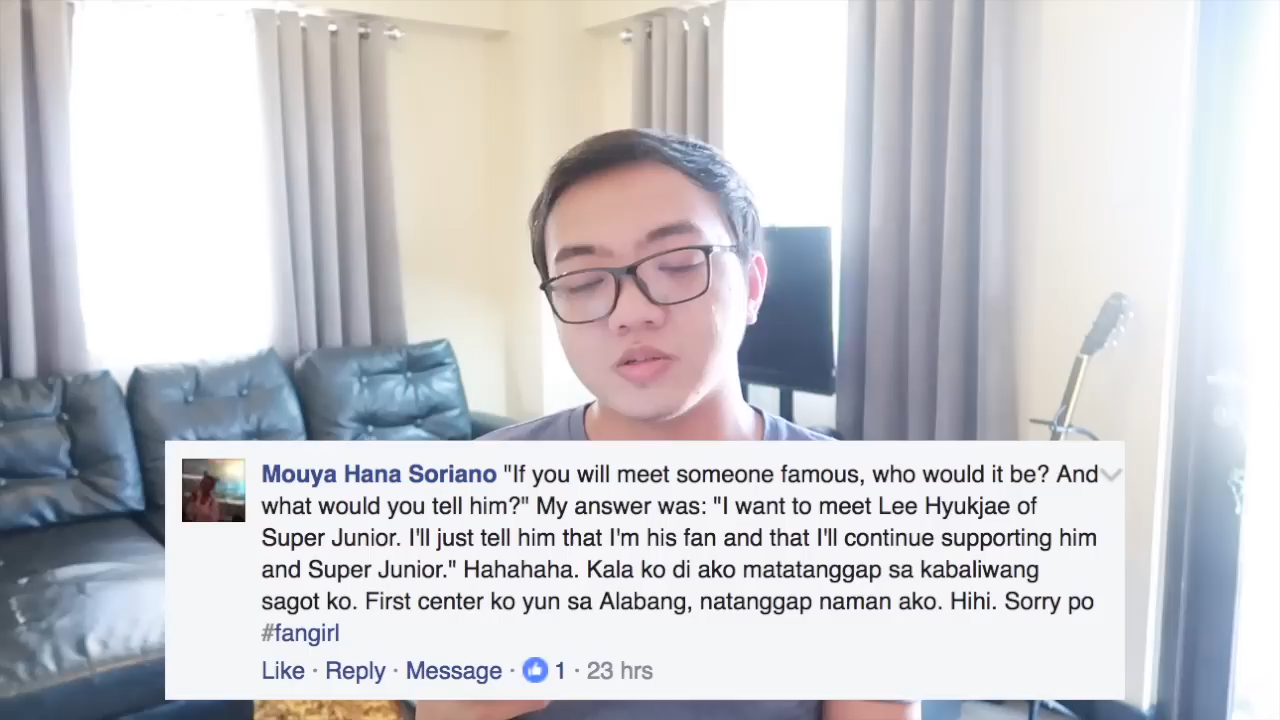 Mouya Hana Soriano "If you will meet someone famous, who would it be? And
what would you tell him?" My answer was: "I want to meet Lee Hyukjae of
Super Junior. I'll just tell him that I'm his fan and that I'll continue supporting him
and Super Junior." Hahahaha. Kala ko di ako matatanggap sa kabaliwang
sagot ko. First center ko yun sa Alabang, natanggap naman ako. Hihi. Sorry po
#fangirl
Like · Reply · Message · 1 · 23 hrs